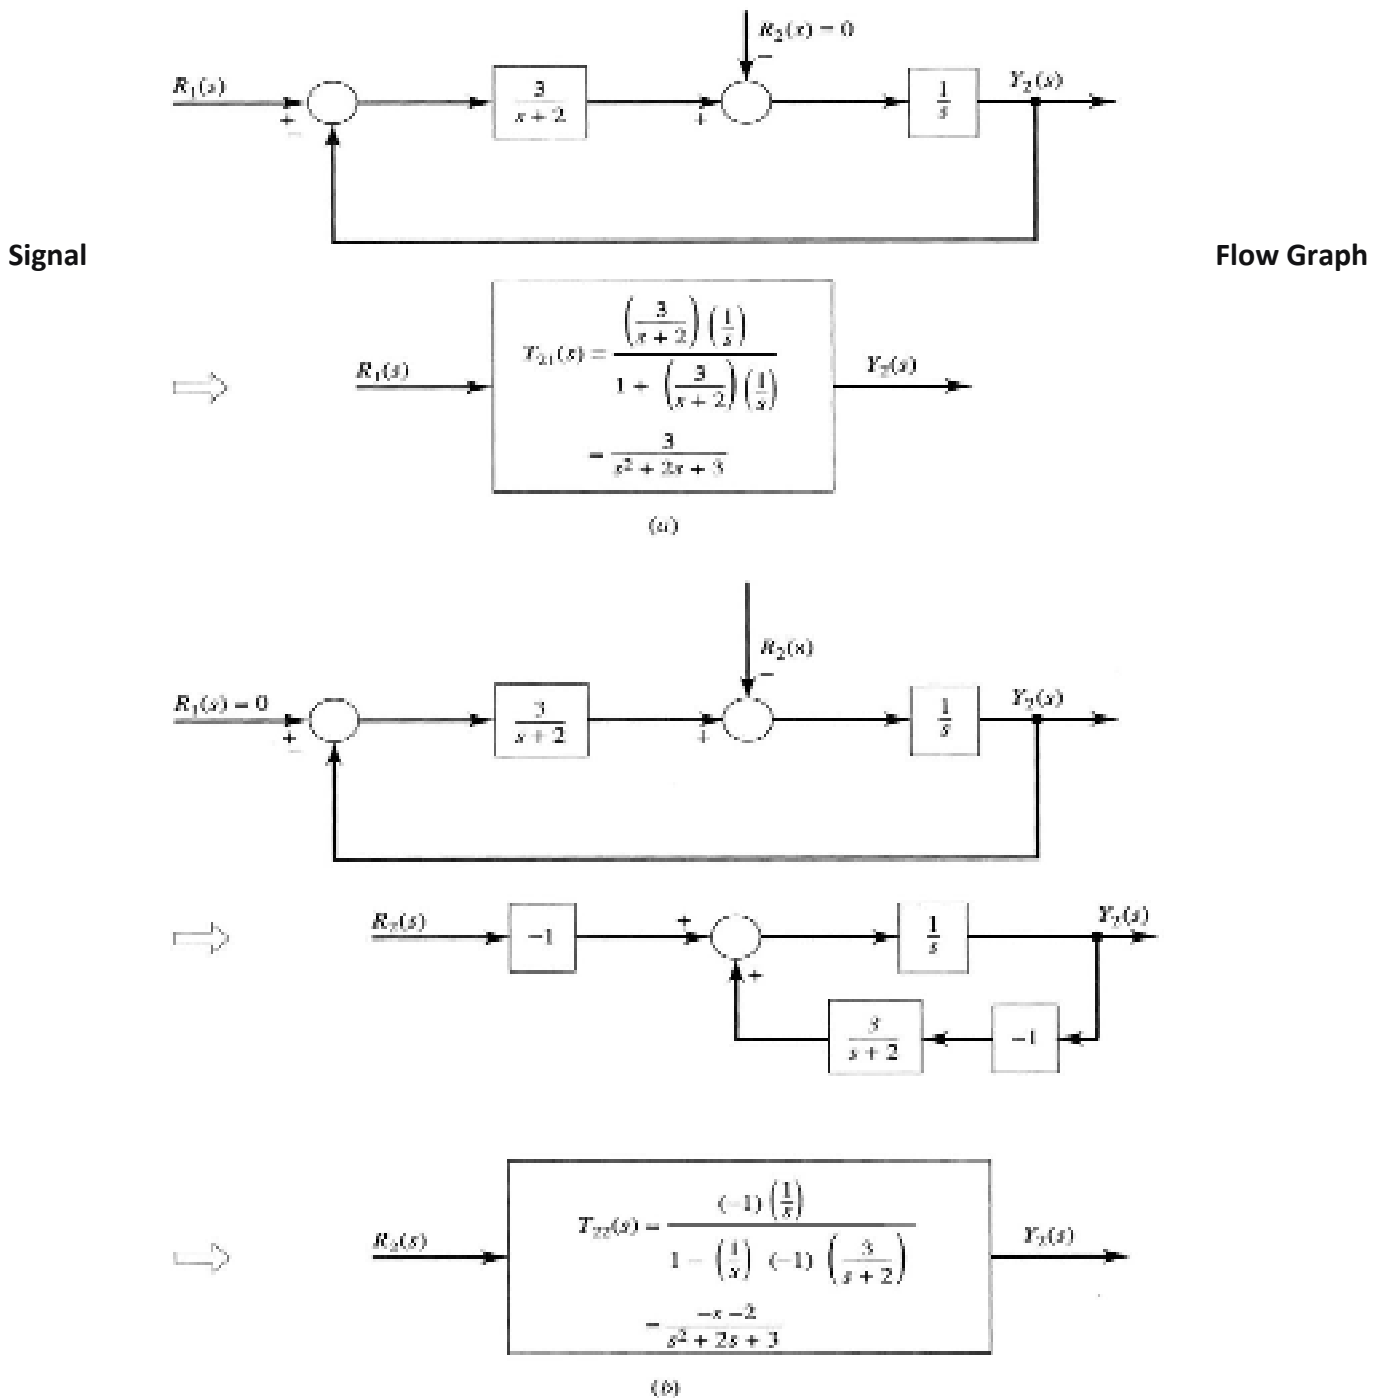 R₂(s) = 0
−
R₁(s)
+
−
3
s + 2
+
1
s
Y₂(s)
Signal
Flow Graph
R₁(s)
T₂₁(s) = (3/(s + 2)) (1/s) / (1 + (3/(s + 2)) (1/s))
= 3/(s² + 2s + 3)
Y₂(s)
(a)
R₂(s)
−
R₁(s) = 0
+
−
3
s + 2
+
1
s
Y₂(s)
R₂(s)
−1
+
+
1
s
Y₂(s)
3
s + 2
−1
R₂(s)
T₂₂(s) = (−1) (1/s) / (1 − (1/s) (−1) (3/(s + 2)))
= (−s −2)/(s² + 2s + 3)
Y₂(s)
(b)